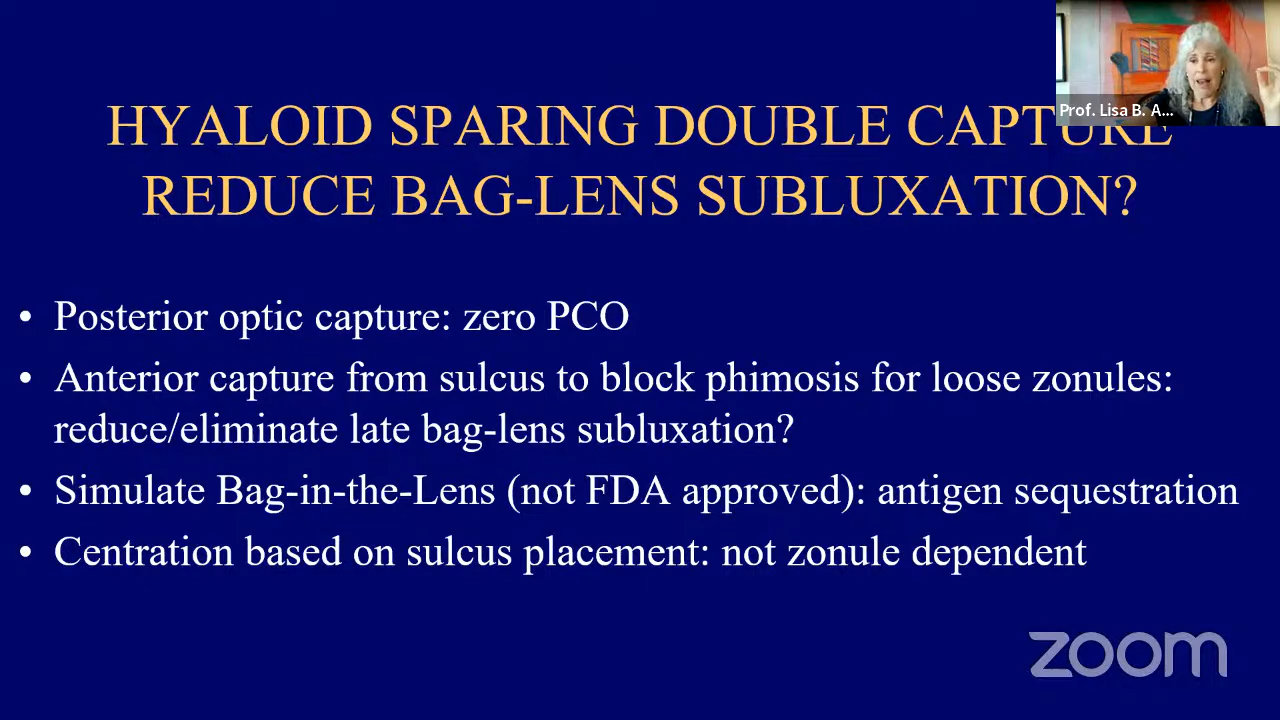 Prof. Lisa B. A...
HYALOID SPARING DOUBLE CAPTURE
REDUCE BAG-LENS SUBLUXATION?
• Posterior optic capture: zero PCO
• Anterior capture from sulcus to block phimosis for loose zonules:
reduce/eliminate late bag-lens subluxation?
• Simulate Bag-in-the-Lens (not FDA approved): antigen sequestration
• Centration based on sulcus placement: not zonule dependent
zoom